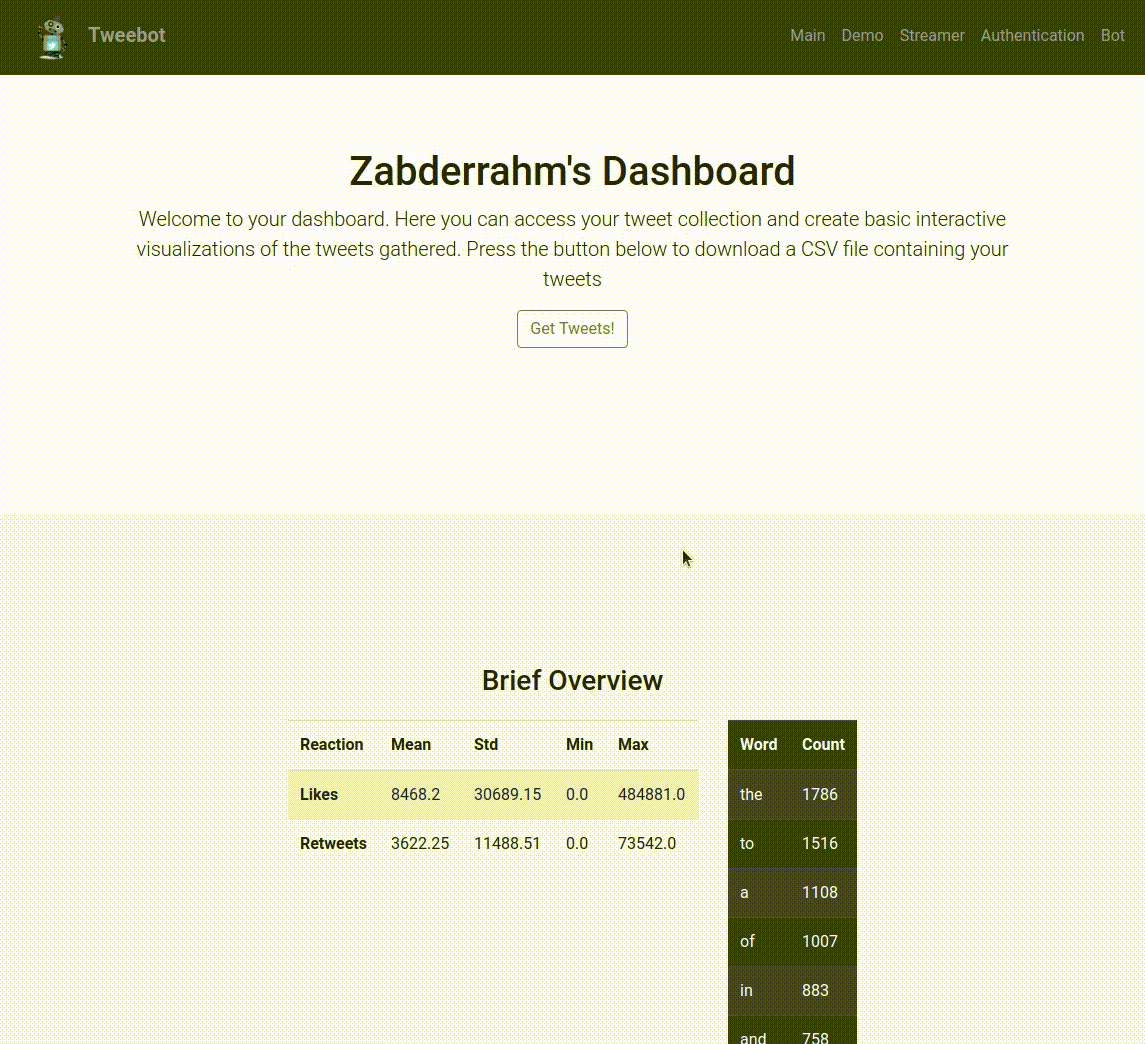 Tweebot
Main Demo Streamer Authentication Bot
Zabderrahm's Dashboard
Welcome to your dashboard. Here you can access your tweet collection and create basic interactive
visualizations of the tweets gathered. Press the button below to download a CSV file containing your
tweets
Get Tweets!
Brief Overview
Reaction Mean Std Min Max
Likes 8468.2 30689.15 0.0 484881.0
Retweets 3622.25 11488.51 0.0 73542.0
Word Count
the 1786
to 1516
a 1108
of 1007
in 883
and 758